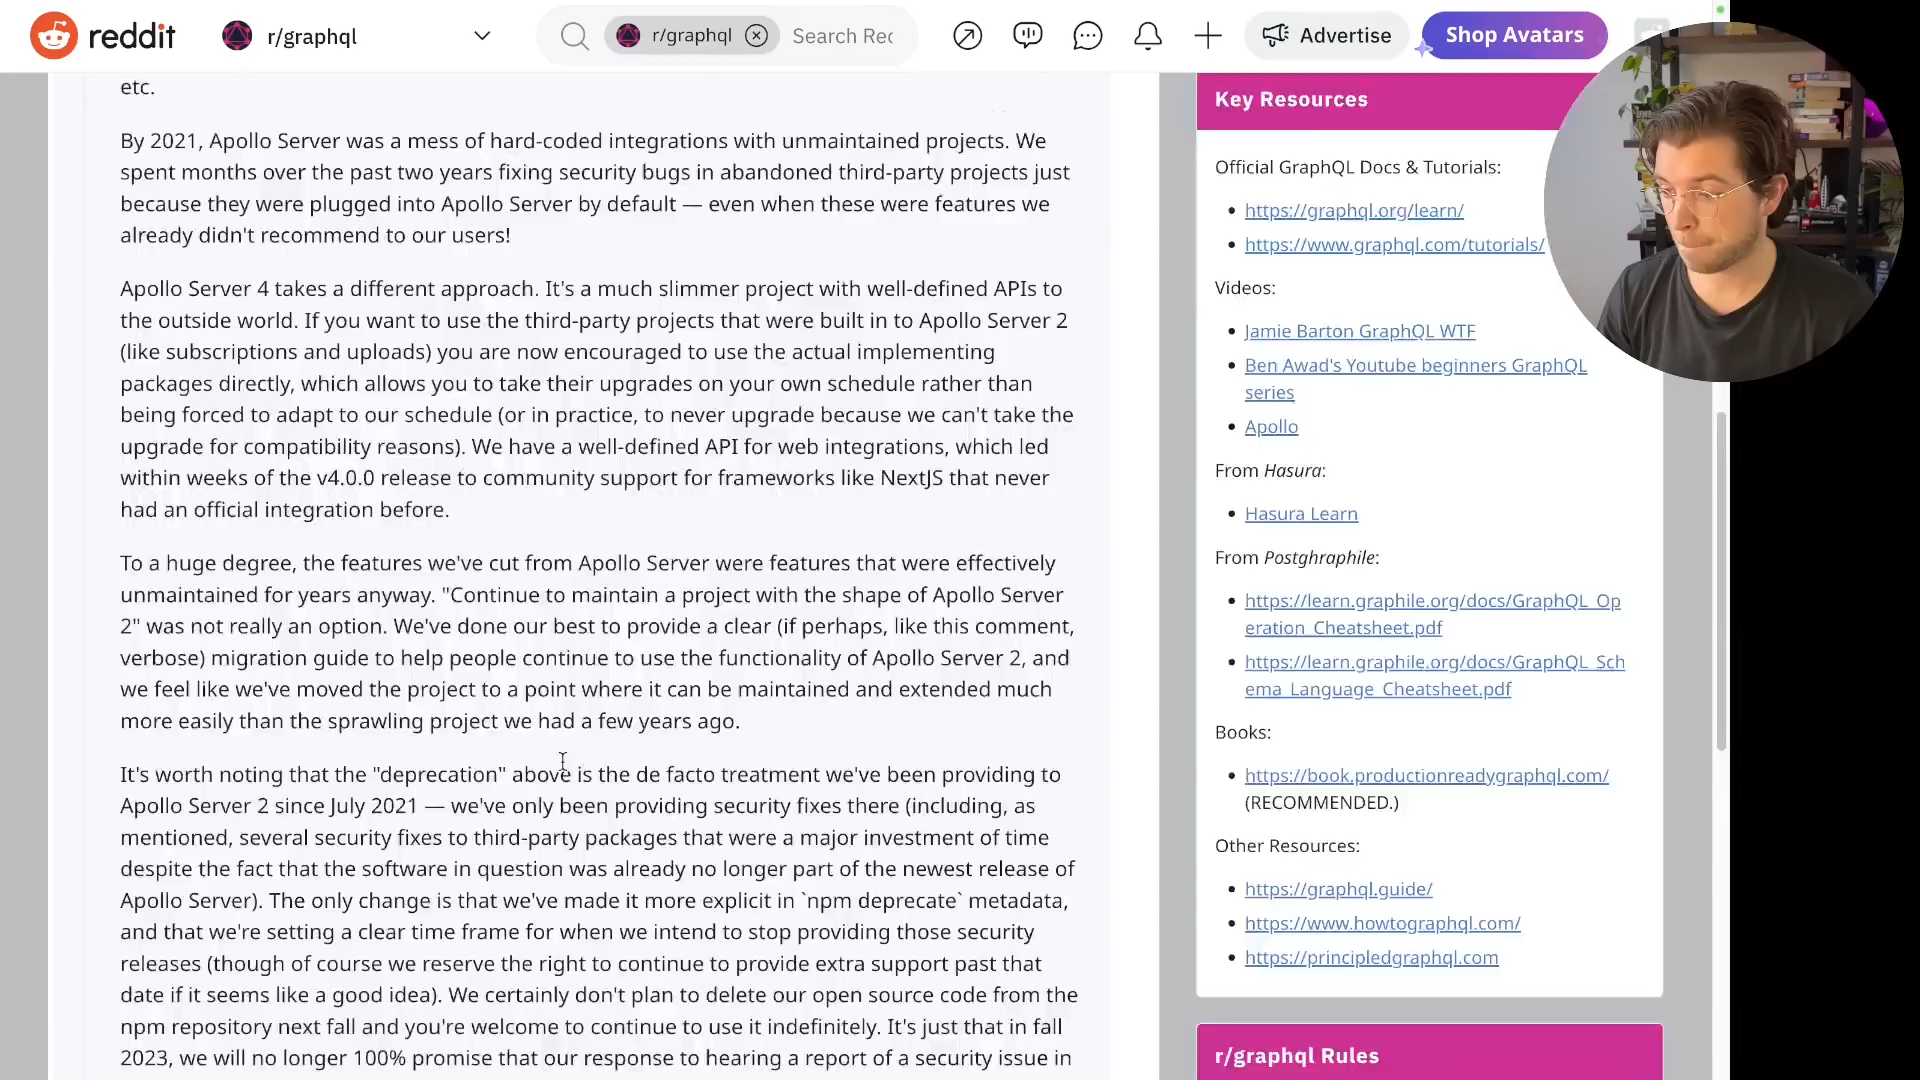 reddit
r/graphql
r/graphql
Search Rec
Advertise
Shop Avatars
etc.
By 2021, Apollo Server was a mess of hard-coded integrations with unmaintained projects. We
spent months over the past two years fixing security bugs in abandoned third-party projects just
because they were plugged into Apollo Server by default — even when these were features we
already didn't recommend to our users!
Apollo Server 4 takes a different approach. It's a much slimmer project with well-defined APIs to
the outside world. If you want to use the third-party projects that were built in to Apollo Server 2
(like subscriptions and uploads) you are now encouraged to use the actual implementing
packages directly, which allows you to take their upgrades on your own schedule rather than
being forced to adapt to our schedule (or in practice, to never upgrade because we can't take the
upgrade for compatibility reasons). We have a well-defined API for web integrations, which led
within weeks of the v4.0.0 release to community support for frameworks like NextJS that never
had an official integration before.
To a huge degree, the features we've cut from Apollo Server were features that were effectively
unmaintained for years anyway. "Continue to maintain a project with the shape of Apollo Server
2" was not really an option. We've done our best to provide a clear (if perhaps, like this comment,
verbose) migration guide to help people continue to use the functionality of Apollo Server 2, and
we feel like we've moved the project to a point where it can be maintained and extended much
more easily than the sprawling project we had a few years ago.
It's worth noting that the "deprecation" above is the de facto treatment we've been providing to
Apollo Server 2 since July 2021 — we've only been providing security fixes there (including, as
mentioned, several security fixes to third-party packages that were a major investment of time
despite the fact that the software in question was already no longer part of the newest release of
Apollo Server). The only change is that we've made it more explicit in `npm deprecate` metadata,
and that we're setting a clear time frame for when we intend to stop providing those security
releases (though of course we reserve the right to continue to provide extra support past that
date if it seems like a good idea). We certainly don't plan to delete our open source code from the
npm repository next fall and you're welcome to continue to use it indefinitely. It's just that in fall
2023, we will no longer 100% promise that our response to hearing a report of a security issue in
Key Resources
Official GraphQL Docs & Tutorials:
https://graphql.org/learn/
https://www.graphql.com/tutorials/
Videos:
Jamie Barton GraphQL WTF
Ben Awad's Youtube beginners GraphQL
series
Apollo
From Hasura:
Hasura Learn
From Postghraphile:
https://learn.graphile.org/docs/GraphQL_Op
eration_Cheatsheet.pdf
https://learn.graphile.org/docs/GraphQL_Sch
ema_Language_Cheatsheet.pdf
Books:
https://book.productionreadygraphql.com/
(RECOMMENDED.)
Other Resources:
https://graphql.guide/
https://www.howtographql.com/
https://principledgraphql.com
r/graphql Rules